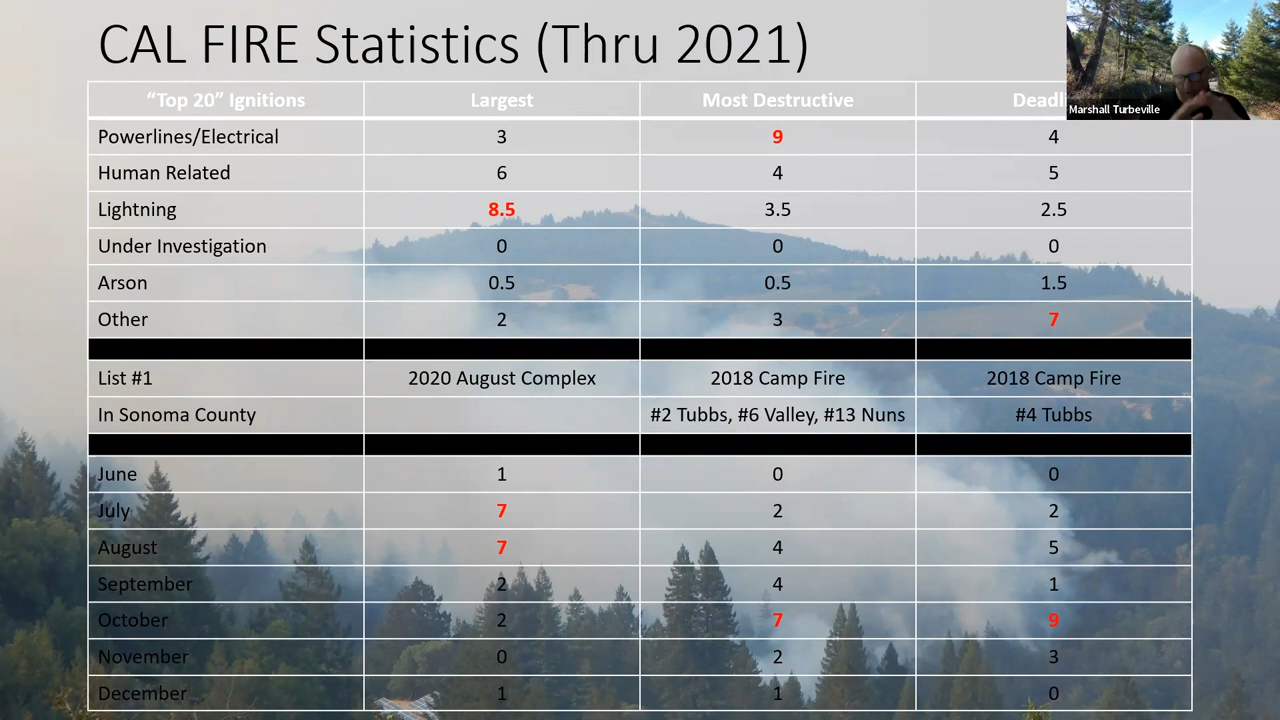 CAL FIRE Statistics (Thru 2021)
Marshall Turbeville
"Top 20" Ignitions Largest Most Destructive
Powerlines/Electrical 3 9 4
Human Related 6 4 5
Lightning 8.5 3.5 2.5
Under Investigation 0 0 0
Arson 0.5 0.5 1.5
Other 2 3 7
List #1 2020 August Complex 2018 Camp Fire 2018 Camp Fire
In Sonoma County #2 Tubbs, #6 Valley, #13 Nuns #4 Tubbs
June 1 0 0
July 7 2 2
August 7 4 5
September 2 4 1
October 2 7 9
November 0 2 3
December 1 1 0